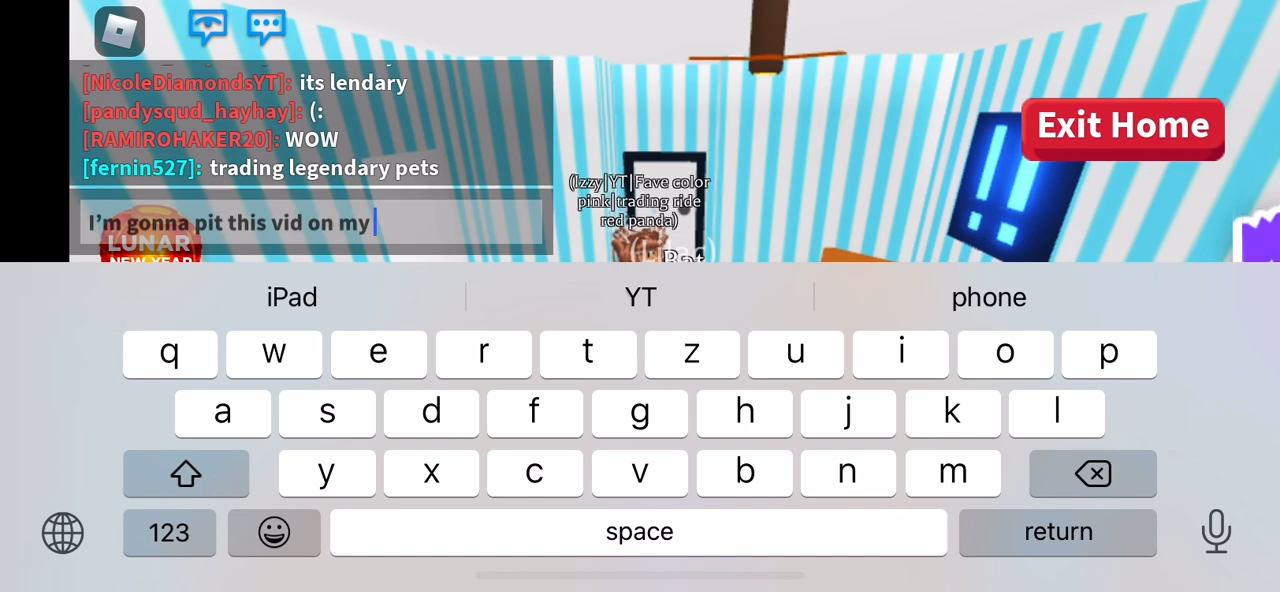 [NicoleDiamondsYT]: its lendary
[pandysqud_hayhay]: (:
[RAMIROHAKER20]: WOW
[fernin527]: trading legendary pets
I'm gonna pit this vid on my
LUNAR
NEW YEAR
Exit Home
!!
(Izzy|YT|Fave color
pink|trading ride
red panda)
iPad YT phone
q w e r t z u i o p
a s d f g h j k l
y x c v b n m
123 space return